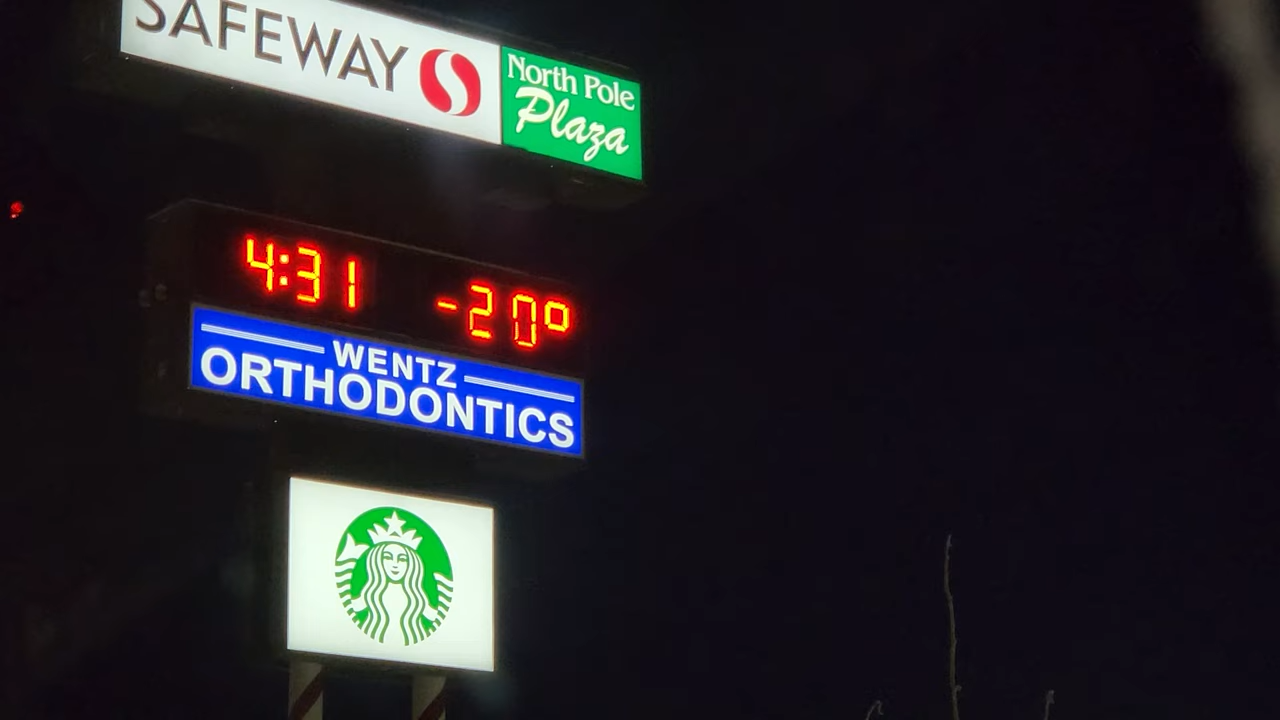 SAFEWAY
North Pole
Plaza
4:31 -20°
WENTZ
ORTHODONTICS